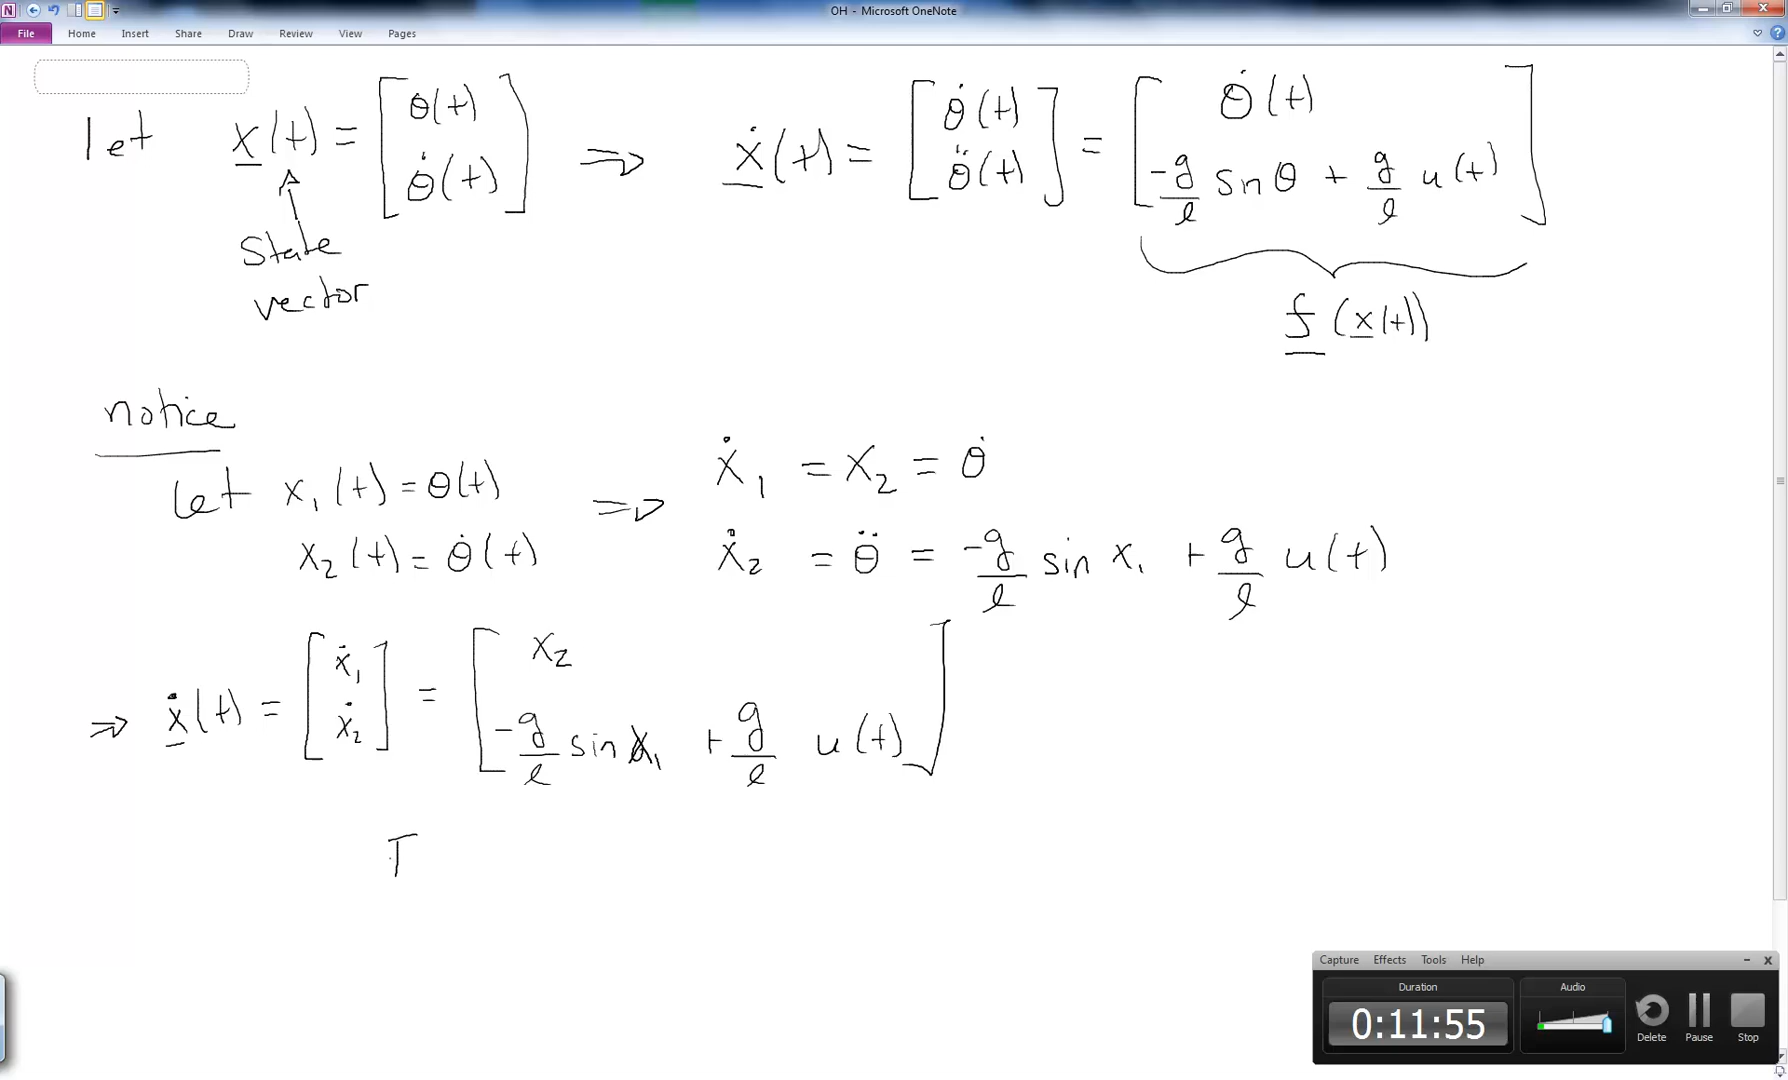 OH - Microsoft OneNote
File Home Insert Share Draw Review View Pages
let x(t) = [θ(t) θ̇(t)] ⇒ ẋ(t) = [θ̇(t) θ̈(t)] = [θ̇(t) -g/l sinθ + g/l u(t)]
State
vector
f(x(t))
notice
let x₁(t) = θ(t) ⇒ ẋ₁ = x₂ = θ̇
x₂(t) = θ̇(t) ẋ₂ = θ̈ = -g/l sin x₁ + g/l u(t)
⇒ ẋ(t) = [ẋ₁ ẋ₂] = [x₂ -g/l sin x₁ + g/l u(t)]
Capture Effects Tools Help
Duration Audio
0:11:55
Delete Pause Stop